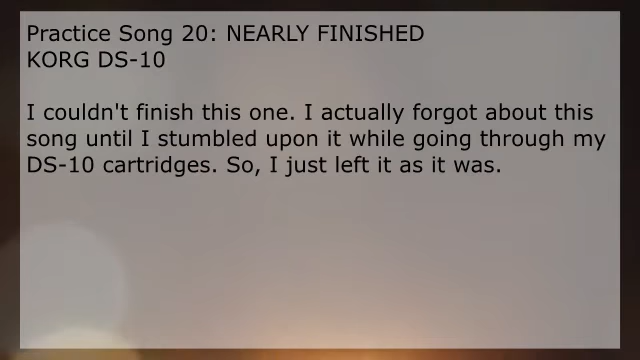 Practice Song 20: NEARLY FINISHED
KORG DS-10
I couldn't finish this one. I actually forgot about this
song until I stumbled upon it while going through my
DS-10 cartridges. So, I just left it as it was.